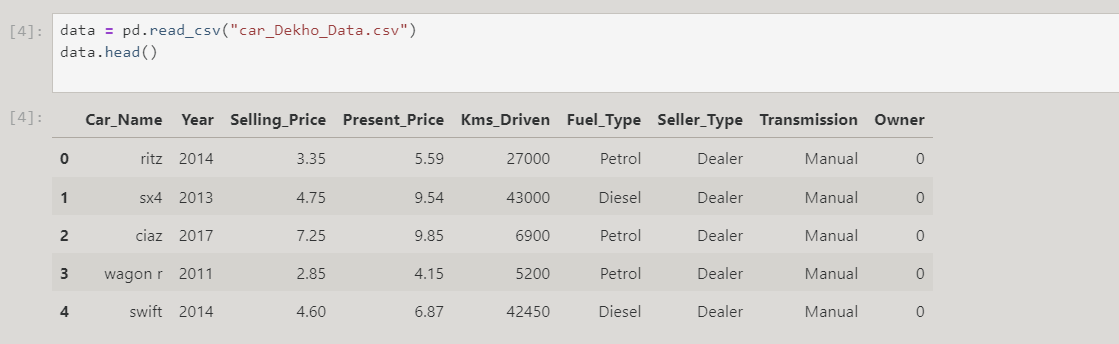 [4]: data = pd.read_csv("car_Dekho_Data.csv")
data.head()
[4]: Car_Name Year Selling_Price Present_Price Kms_Driven Fuel_Type Seller_Type Transmission Owner
0 ritz 2014 3.35 5.59 27000 Petrol Dealer Manual 0
1 sx4 2013 4.75 9.54 43000 Diesel Dealer Manual 0
2 ciaz 2017 7.25 9.85 6900 Petrol Dealer Manual 0
3 wagon r 2011 2.85 4.15 5200 Petrol Dealer Manual 0
4 swift 2014 4.60 6.87 42450 Diesel Dealer Manual 0